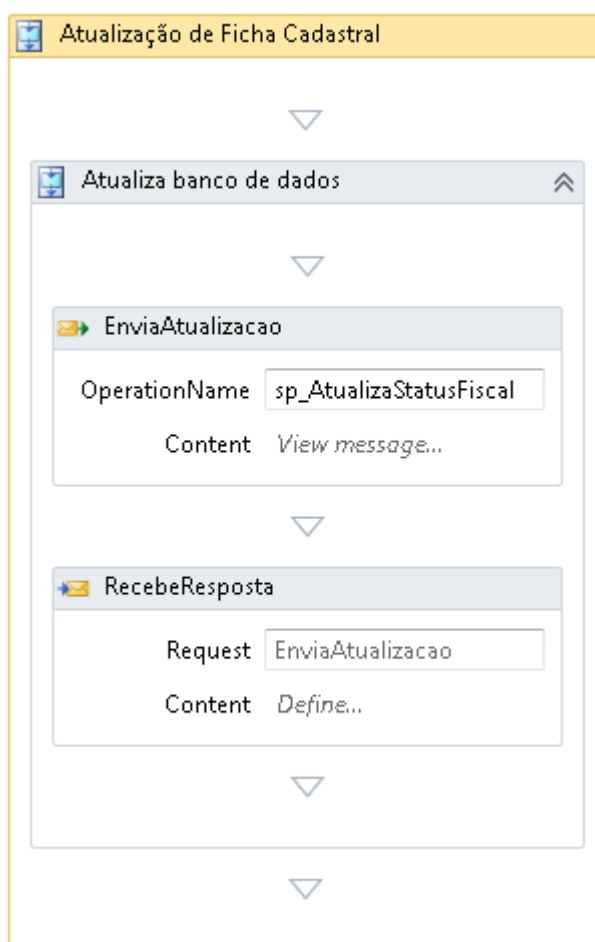 Atualização de Ficha Cadastral
Atualiza banco de dados
EnviaAtualizacao
OperationName sp_AtualizaStatusFiscal
Content View message...
RecebeResposta
Request EnviaAtualizacao
Content Define...